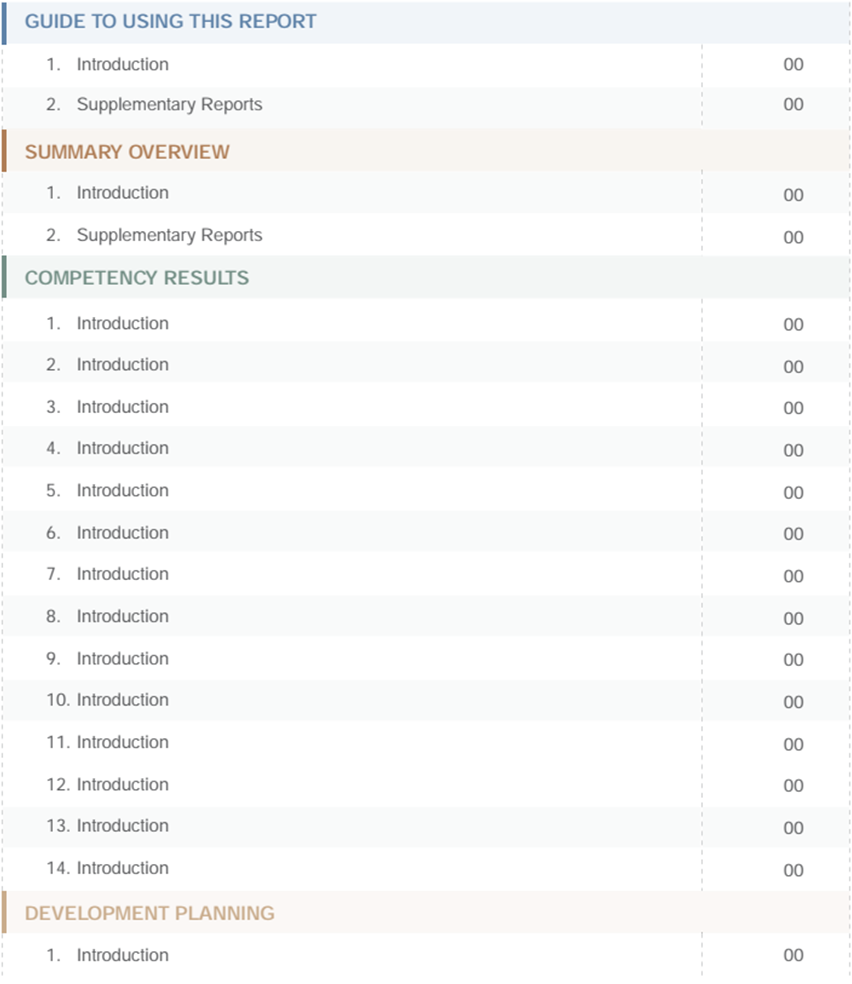 GUIDE TO USING THIS REPORT
1. Introduction 00
2. Supplementary Reports 00
SUMMARY OVERVIEW
1. Introduction 00
2. Supplementary Reports 00
COMPETENCY RESULTS
1. Introduction 00
2. Introduction 00
3. Introduction 00
4. Introduction 00
5. Introduction 00
6. Introduction 00
7. Introduction 00
8. Introduction 00
9. Introduction 00
10. Introduction 00
11. Introduction 00
12. Introduction 00
13. Introduction 00
14. Introduction 00
DEVELOPMENT PLANNING
1. Introduction 00